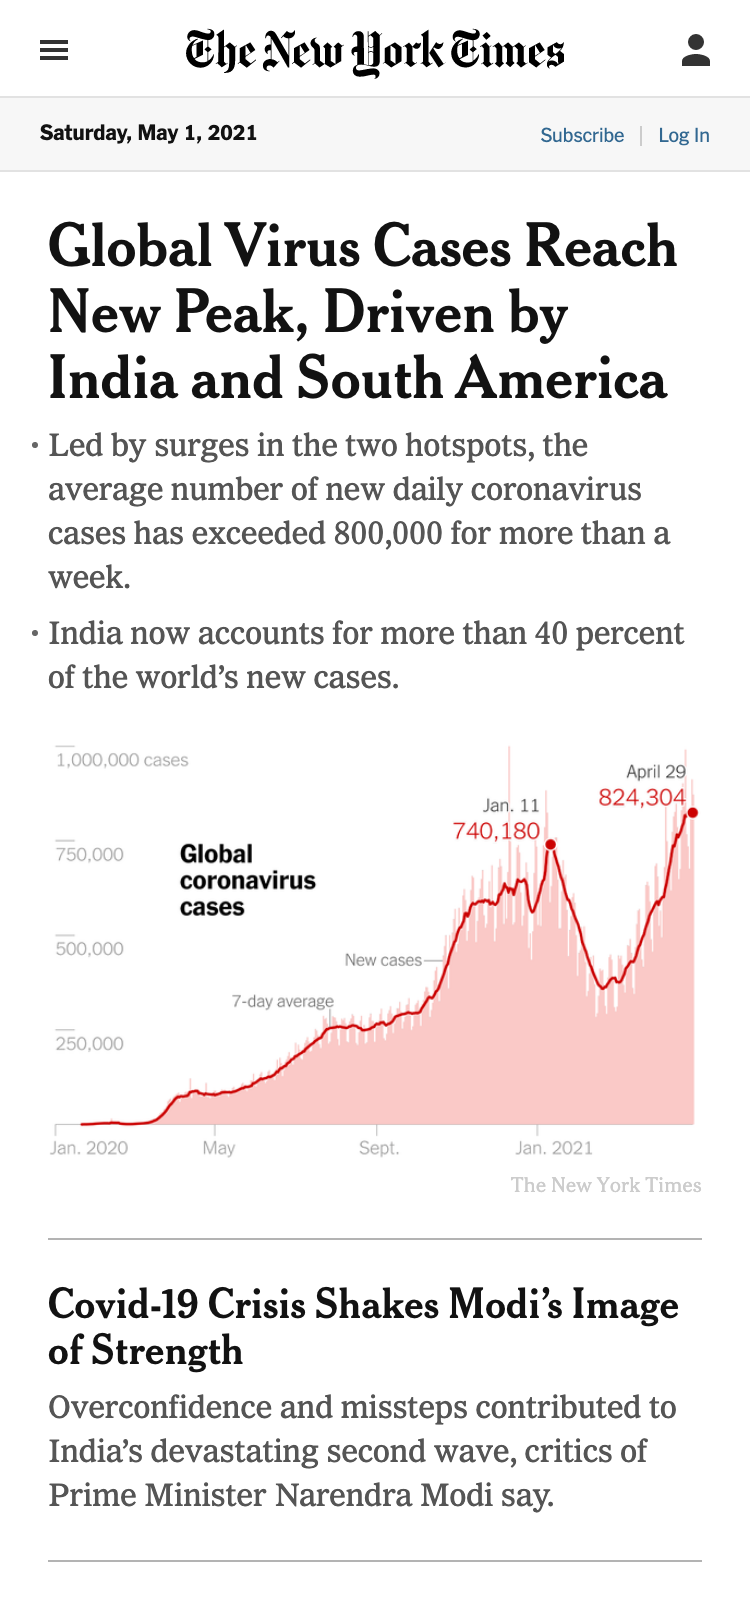 The New York Times
Saturday, May 1, 2021
Subscribe | Log In
Global Virus Cases Reach
New Peak, Driven by
India and South America
• Led by surges in the two hotspots, the
average number of new daily coronavirus
cases has exceeded 800,000 for more than a
week.
• India now accounts for more than 40 percent
of the world’s new cases.
1,000,000 cases
April 29
824,304
Jan. 11
740,180
750,000
Global
coronavirus
cases
500,000
New cases
7-day average
250,000
Jan. 2020 May Sept. Jan. 2021
The New York Times
Covid-19 Crisis Shakes Modi’s Image
of Strength
Overconfidence and missteps contributed to
India’s devastating second wave, critics of
Prime Minister Narendra Modi say.